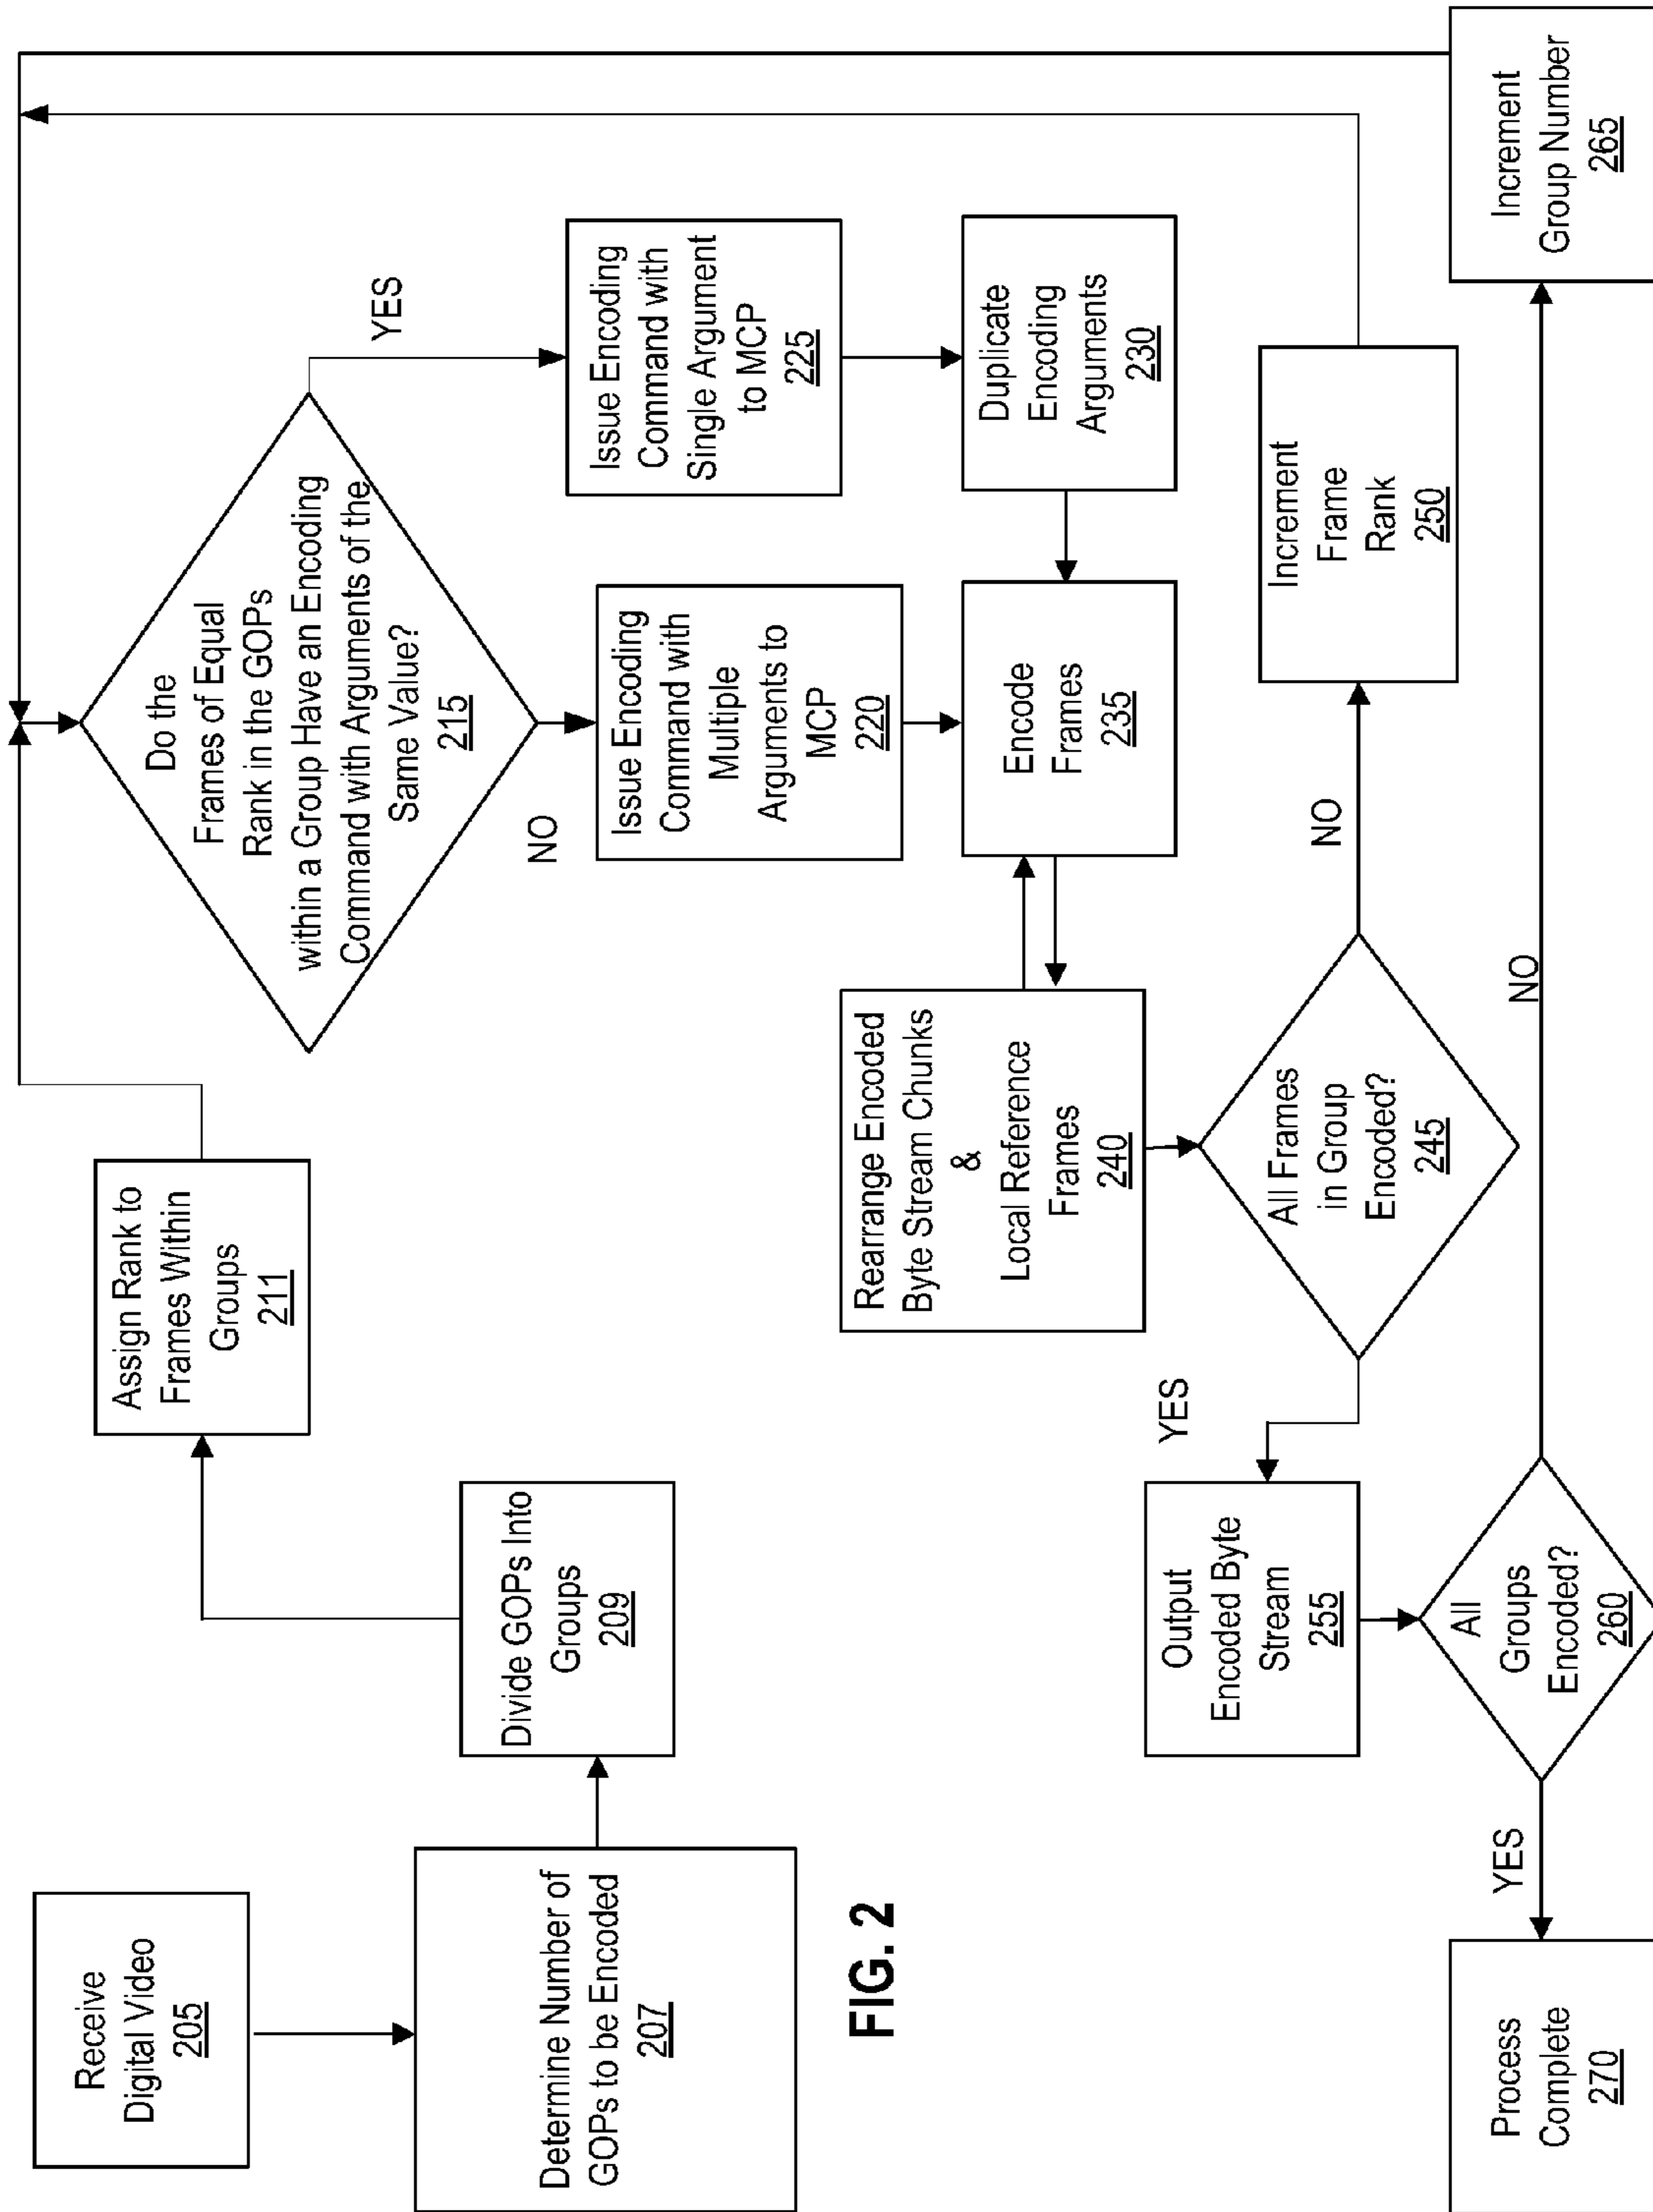 Receive
Digital Video
205
Determine Number of
GOPs to be Encoded
207
Divide GOPs Into
Groups
209
Assign Rank to
Frames Within
Groups
211
Do the
Frames of Equal
Rank in the GOPs
within a Group Have an Encoding
Command with Arguments of the
Same Value?
215
YES
NO
Issue Encoding
Command with
Multiple
Arguments to
MCP
220
Issue Encoding
Command with
Single Argument
to MCP
225
Duplicate
Encoding
Arguments
230
Encode
Frames
235
Rearrange Encoded
Byte Stream Chunks
&
Local Reference
Frames
240
All Frames
in Group
Encoded?
245
NO
Increment
Frame
Rank
250
YES
Output
Encoded Byte
Stream
255
All
Groups
Encoded?
260
NO
Increment
Group Number
265
YES
Process
Complete
270
FIG. 2